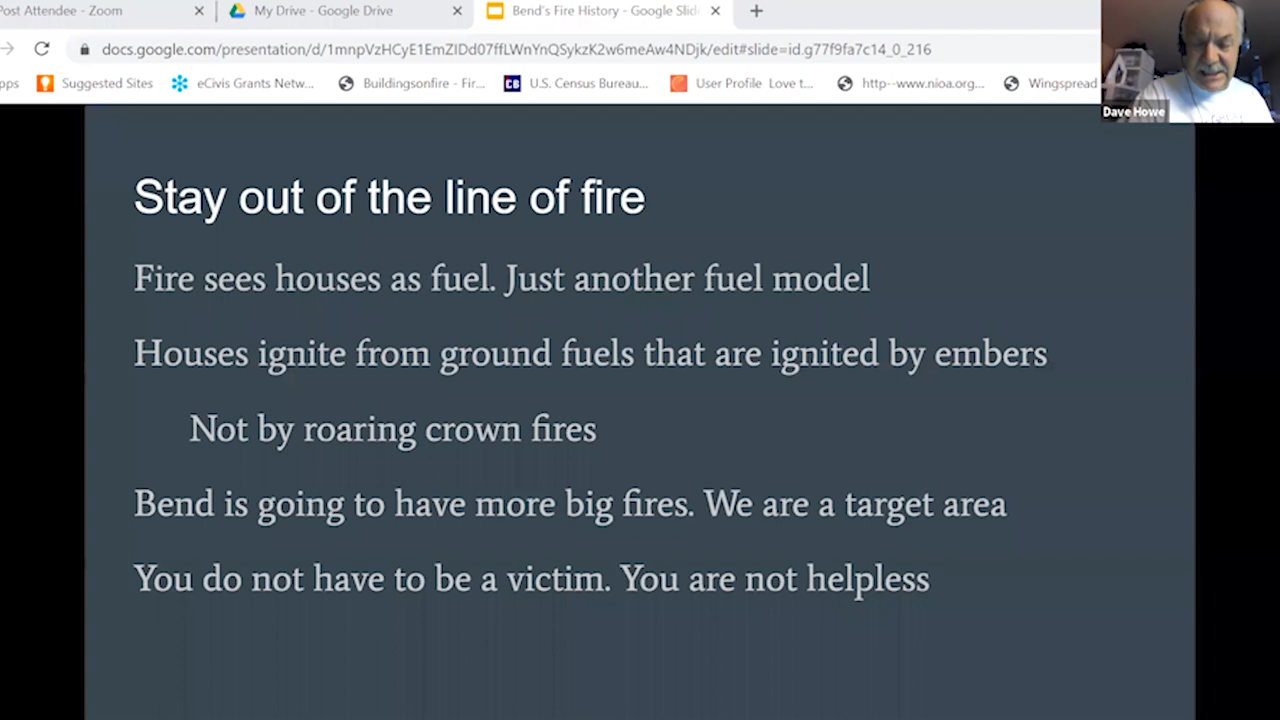 Post Attendee - Zoom
My Drive - Google Drive
Bend's Fire History - Google Slid
docs.google.com/presentation/d/1mnpVzHCyE1EmZIDd07ffLWnYnQSykzK2w6meAw4NDjk/edit#slide=id.g77f9fa7c14_0_216
pps
Suggested Sites
eCivis Grants Netw...
Buildingsonfire - Fir...
CB
U.S. Census Bureau...
User Profile Love t...
http--www.nioa.org...
Wingspread
Dave Howe
Stay out of the line of fire
Fire sees houses as fuel. Just another fuel model
Houses ignite from ground fuels that are ignited by embers
Not by roaring crown fires
Bend is going to have more big fires. We are a target area
You do not have to be a victim. You are not helpless